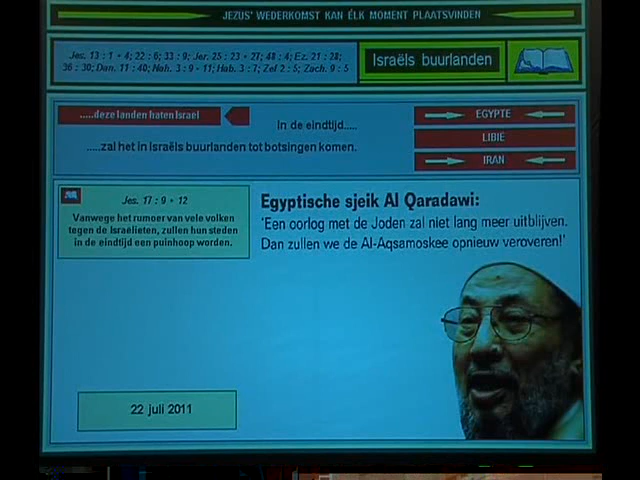 JEZUS' WEDERKOMST KAN ÉLK MOMENT PLAATSVINDEN
Jes. 13 : 1 + 4; 22 : 6; 33 : 9; Jer. 25 : 23 + 27; 48 : 4; Ez. 21 : 28;
36 : 30; Dan. 11 : 40; Nah. 3 : 9 - 11; Hab. 3 : 7; Zef 2 : 5; Zach. 9 : 5
Israëls buurlanden
.....deze landen haten Israël
In de eindtijd.....
.....zal het in Israëls buurlanden tot botsingen komen.
EGYPTE
LIBIË
IRAN
Jes. 17 : 9 + 12
Vanwege het rumoer van vele volken
tegen de Israëlieten, zullen hun steden
in de eindtijd een puinhoop worden.
Egyptische sjeik Al Qaradawi:
'Een oorlog met de Joden zal niet lang meer uitblijven.
Dan zullen we de Al-Aqsamoskee opnieuw veroveren!'
22 juli 2011